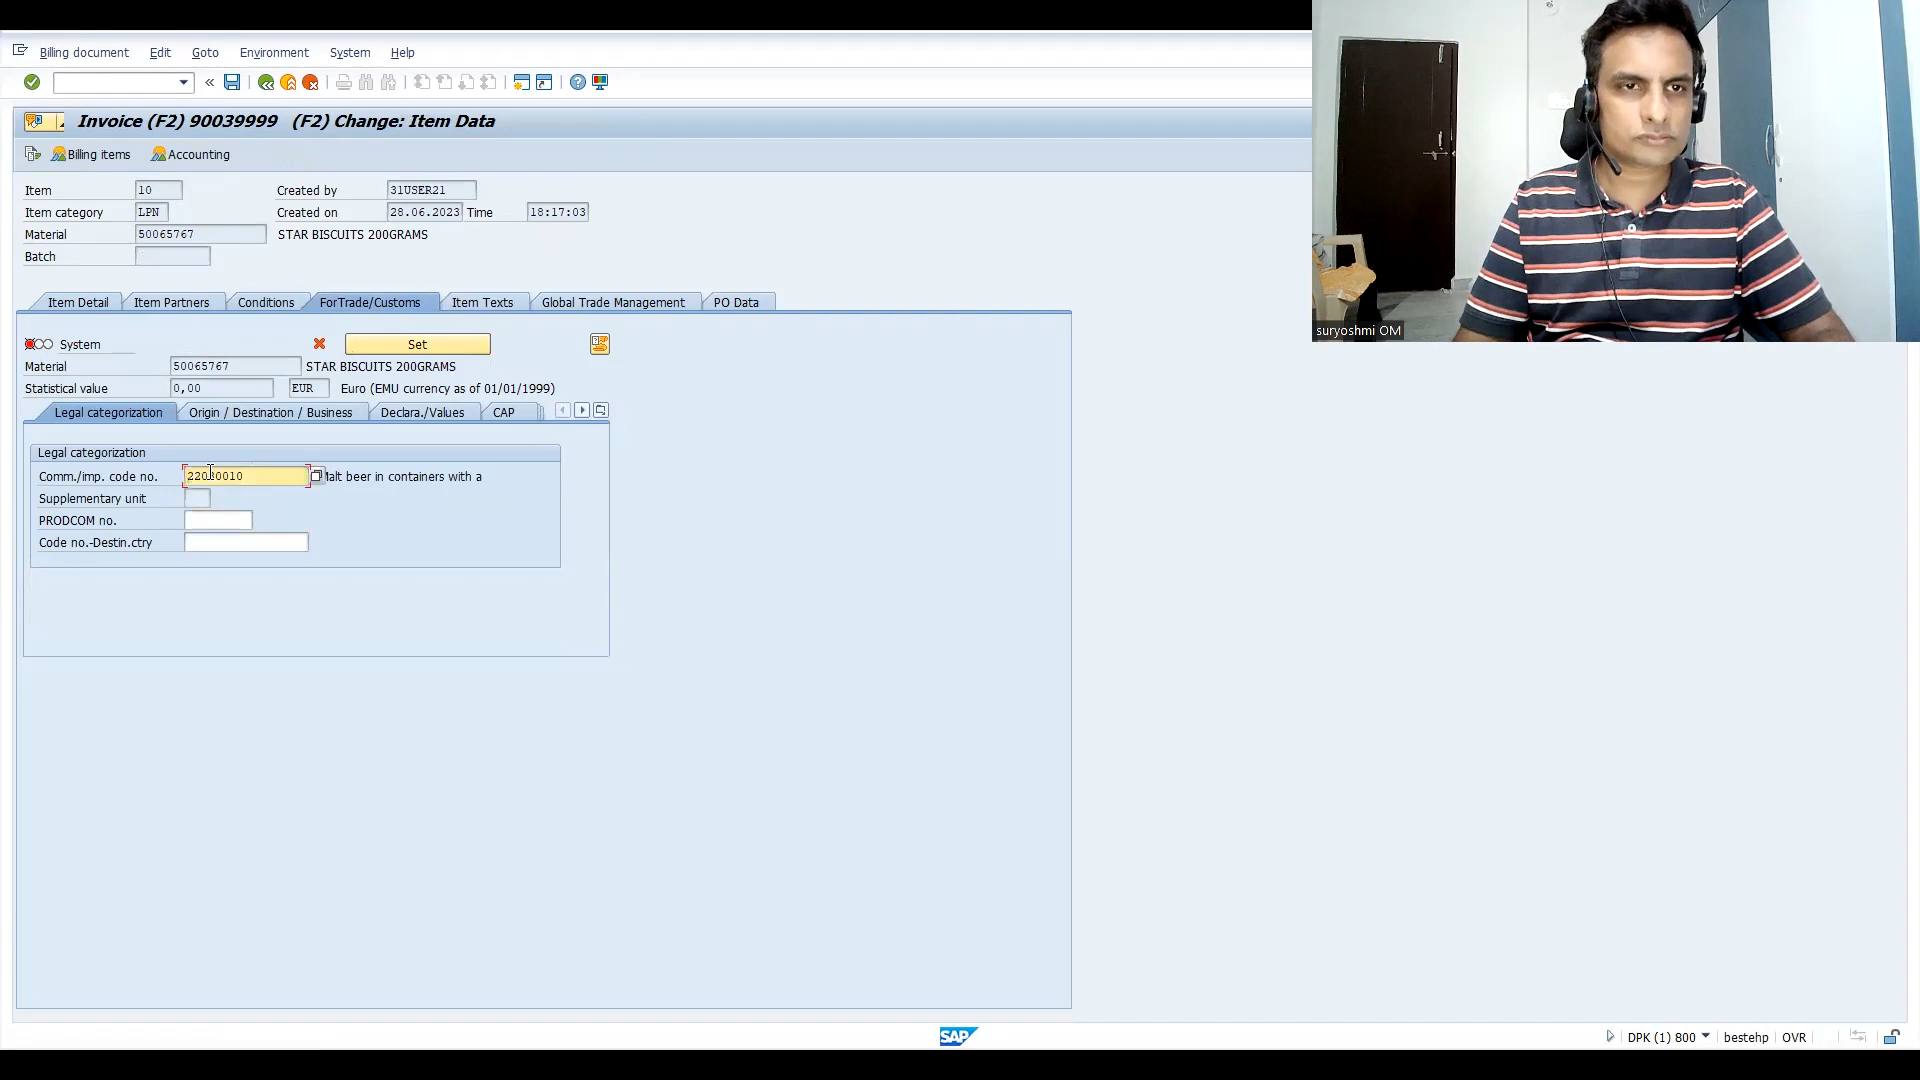 Billing document Edit Goto Environment System Help
Invoice (F2) 90039999 (F2) Change: Item Data
Billing items Accounting
Item 10 Created by 31USER21
Item category LPN Created on 28.06.2023 Time 18:17:03
Material 50065767 STAR BISCUITS 200GRAMS
Batch
Item Detail Item Partners Conditions ForTrade/Customs Item Texts Global Trade Management PO Data
System Set
Material 50065767 STAR BISCUITS 200GRAMS
Statistical value 0,00 EUR Euro (EMU currency as of 01/01/1999)
Legal categorization Origin / Destination / Business Declara./Values CAP
Legal categorization
Comm./imp. code no. beer in containers with a
Supplementary unit
PRODCOM no.
Code no.-Destin.ctry
suryoshmi OM
SAP
DPK (1) 800 bestehp OVR